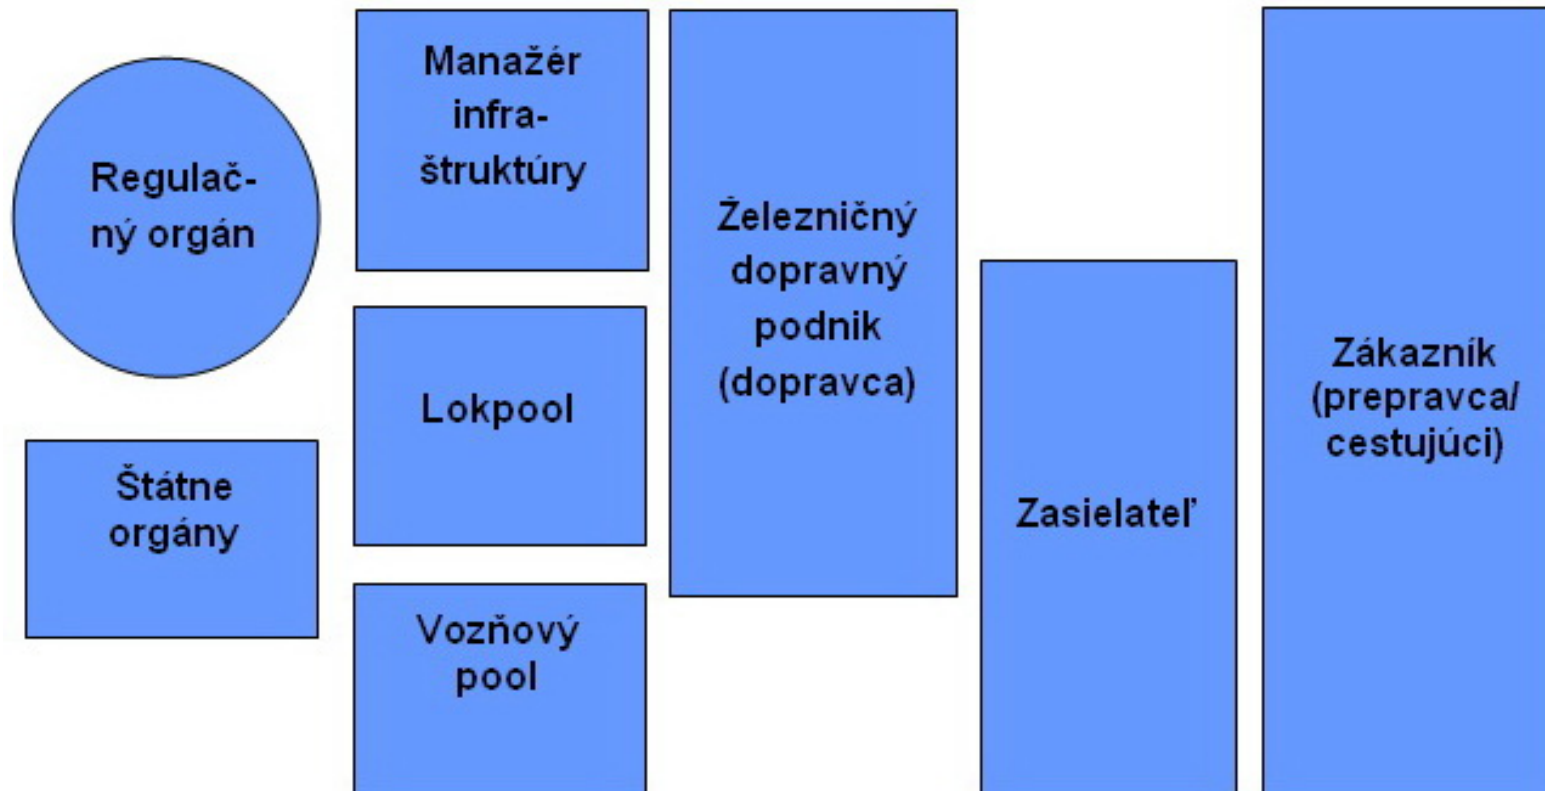 Regulač-
ný orgán
Štátne
orgány
Manažér
infra-
štruktúry
Lokpool
Vozňový
pool
Železničný
dopravný
podnik
(dopravca)
Zasielateľ
Zákazník
(prepravca/
cestujúci)